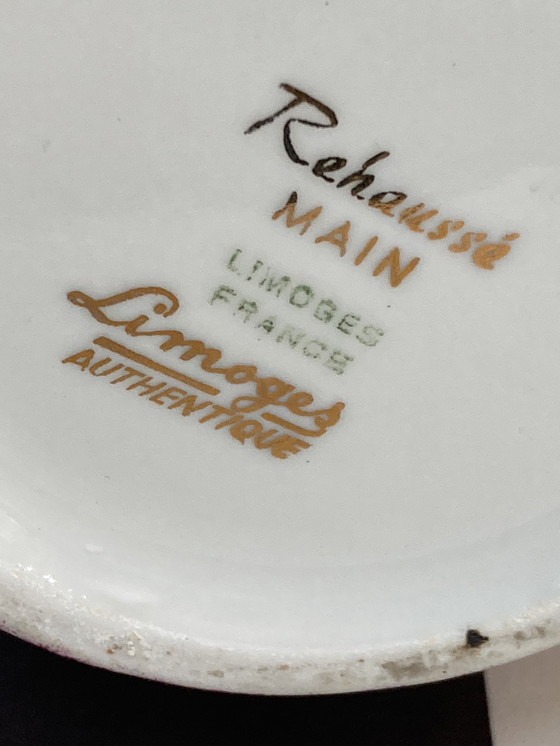 Rehaussé
MAIN
LIMOGES
FRANCE
Limoges
AUTHENTIQUE